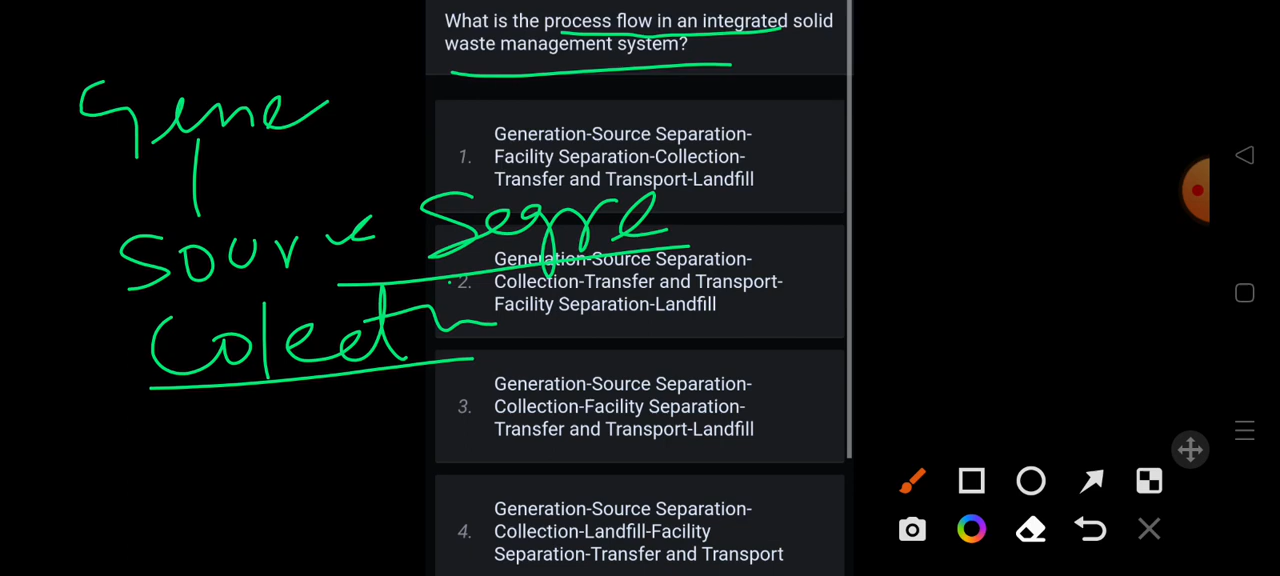 What is the process flow in an integrated solid
waste management system?
Gene
1. Generation-Source Separation-
Facility Separation-Collection-
Transfer and Transport-Landfill
Source Segre
2. Generation-Source Separation-
Collection-Transfer and Transport-
Facility Separation-Landfill
Colect
3. Generation-Source Separation-
Collection-Facility Separation-
Transfer and Transport-Landfill
4. Generation-Source Separation-
Collection-Landfill-Facility
Separation-Transfer and Transport